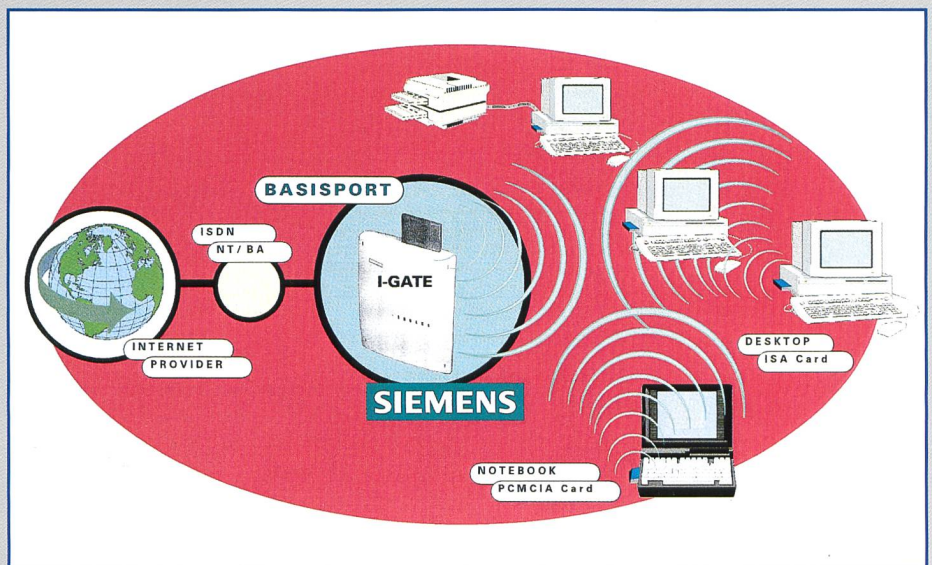 BASISPORT
ISDN
NT/BA
I-GATE
INTERNET
PROVIDER
SIEMENS
DESKTOP
ISA Card
NOTEBOOK
PCMCIA Card